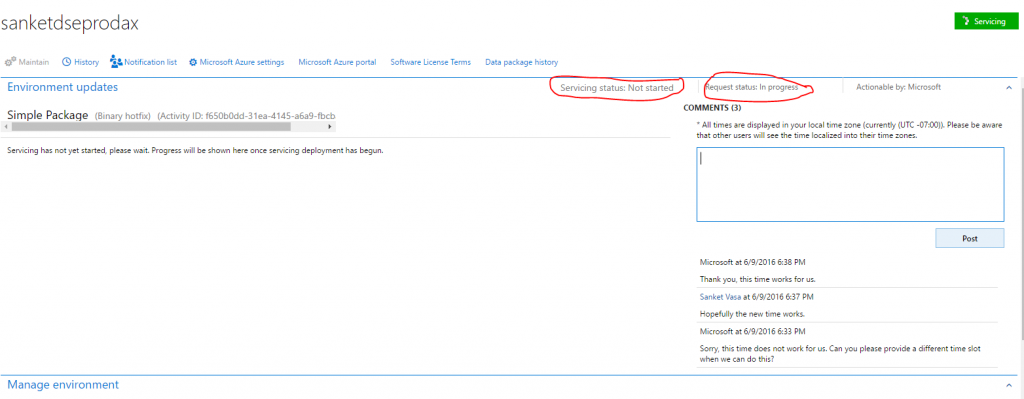 sanketdseprodax
Servicing
Maintain
History
Notification list
Microsoft Azure settings
Microsoft Azure portal
Software License Terms
Data package history
Environment updates
Servicing status: Not started
Request status: In progress
Actionable by: Microsoft
Simple Package (Binary hotfix) (Activity ID: f650b0dd-31ea-4145-a6a9-fbcb
Servicing has not yet started, please wait. Progress will be shown here once servicing deployment has begun.
COMMENTS (3)
* All times are displayed in your local time zone (currently (UTC -07:00)). Please be aware
that other users will see the time localized into their time zones.
Post
Microsoft at 6/9/2016 6:38 PM
Thank you, this time works for us.
Sanket Vasa at 6/9/2016 6:37 PM
Hopefully the new time works.
Microsoft at 6/9/2016 6:33 PM
Sorry, this time does not work for us. Can you please provide a different time slot
when we can do this?
Manage environment